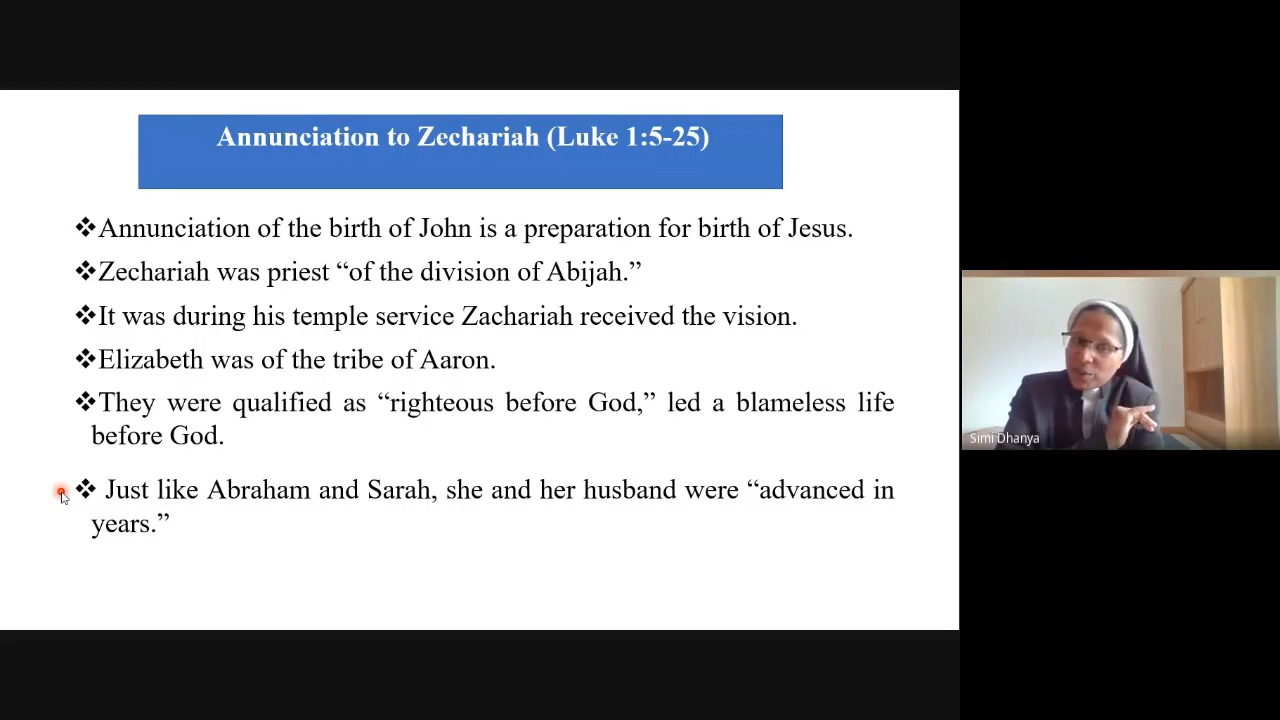 Annunciation to Zechariah (Luke 1:5-25)
❖Annunciation of the birth of John is a preparation for birth of Jesus.
❖Zechariah was priest “of the division of Abijah.”
❖It was during his temple service Zachariah received the vision.
❖Elizabeth was of the tribe of Aaron.
❖They were qualified as “righteous before God,” led a blameless life
before God.
❖ Just like Abraham and Sarah, she and her husband were “advanced in
years.”
Simi Dhanya